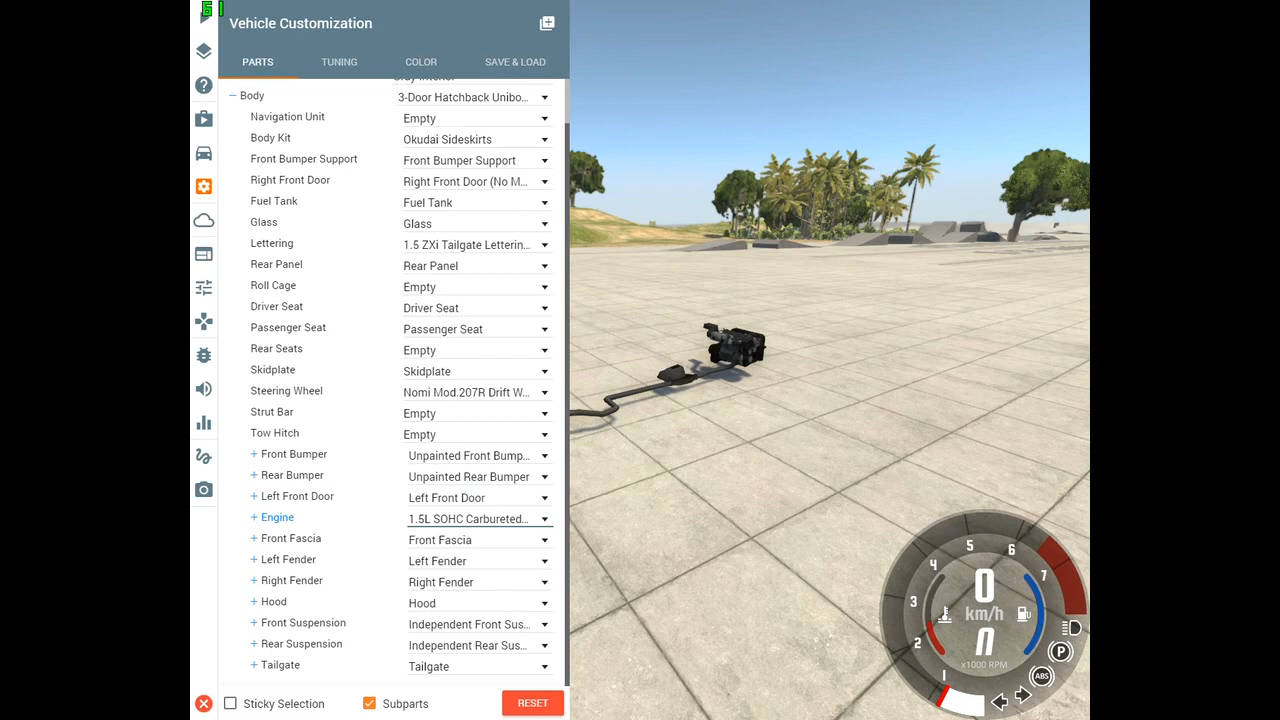 61
Vehicle Customization
PARTS TUNING COLOR SAVE & LOAD
Gray Interior
Body 3-Door Hatchback Unibo...
Navigation Unit Empty
Body Kit Okudai Sideskirts
Front Bumper Support Front Bumper Support
Right Front Door Right Front Door (No M...
Fuel Tank Fuel Tank
Glass Glass
Lettering 1.5 ZXi Tailgate Letterin...
Rear Panel Rear Panel
Roll Cage Empty
Driver Seat Driver Seat
Passenger Seat Passenger Seat
Rear Seats Empty
Skidplate Skidplate
Steering Wheel Nomi Mod.207R Drift W...
Strut Bar Empty
Tow Hitch Empty
+ Front Bumper Unpainted Front Bump...
+ Rear Bumper Unpainted Rear Bumper
+ Left Front Door Left Front Door
+ Engine 1.5L SOHC Carbureted...
+ Front Fascia Front Fascia
+ Left Fender Left Fender
+ Right Fender Right Fender
+ Hood Hood
+ Front Suspension Independent Front Sus...
+ Rear Suspension Independent Rear Sus...
+ Tailgate Tailgate
Sticky Selection Subparts RESET
1 2 3 4 5 6 7
0
km/h
n
x1000 RPM
P
ABS